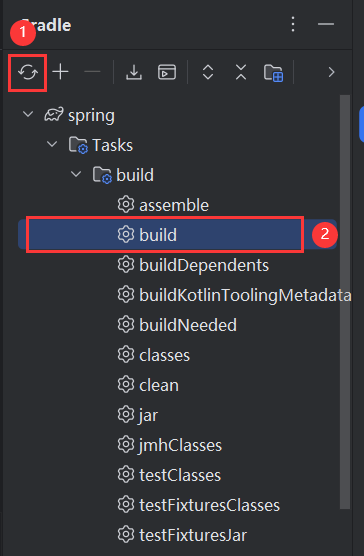 1
Gradle
spring
Tasks
build
assemble
build
2
buildDependents
buildKotlinToolingMetadata
buildNeeded
classes
clean
jar
jmhClasses
testClasses
testFixturesClasses
testFixturesJar